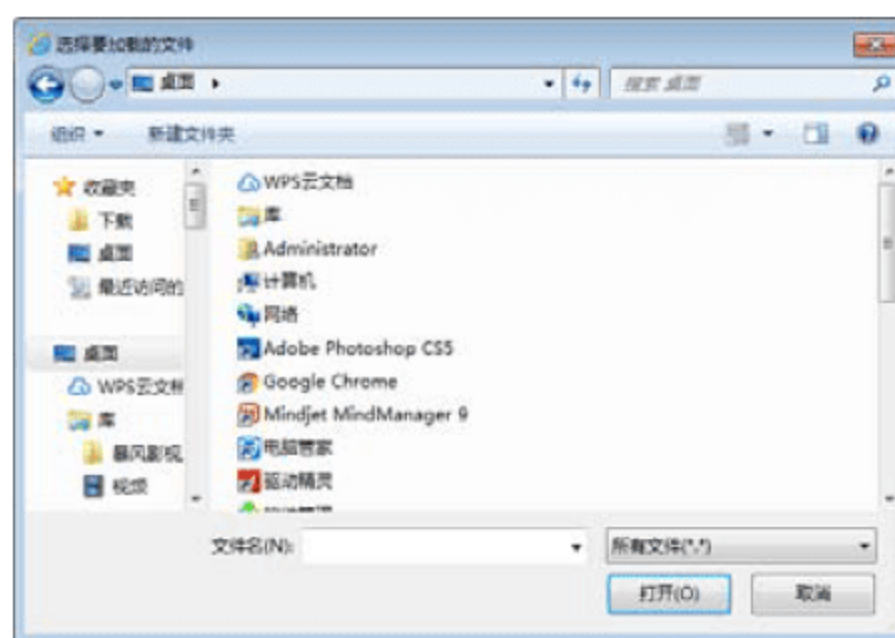 选择要加载的文件
桌面
搜索 桌面
组织
新建文件夹
收藏夹
下载
桌面
最近访问的
桌面
WPS云文档
库
暴风影视
视频
WPS云文档
库
Administrator
计算机
网络
Adobe Photoshop CS5
Google Chrome
Mindjet MindManager 9
电脑管家
驱动精灵
文件名(N):
所有文件(*.*)
打开(O)
取消